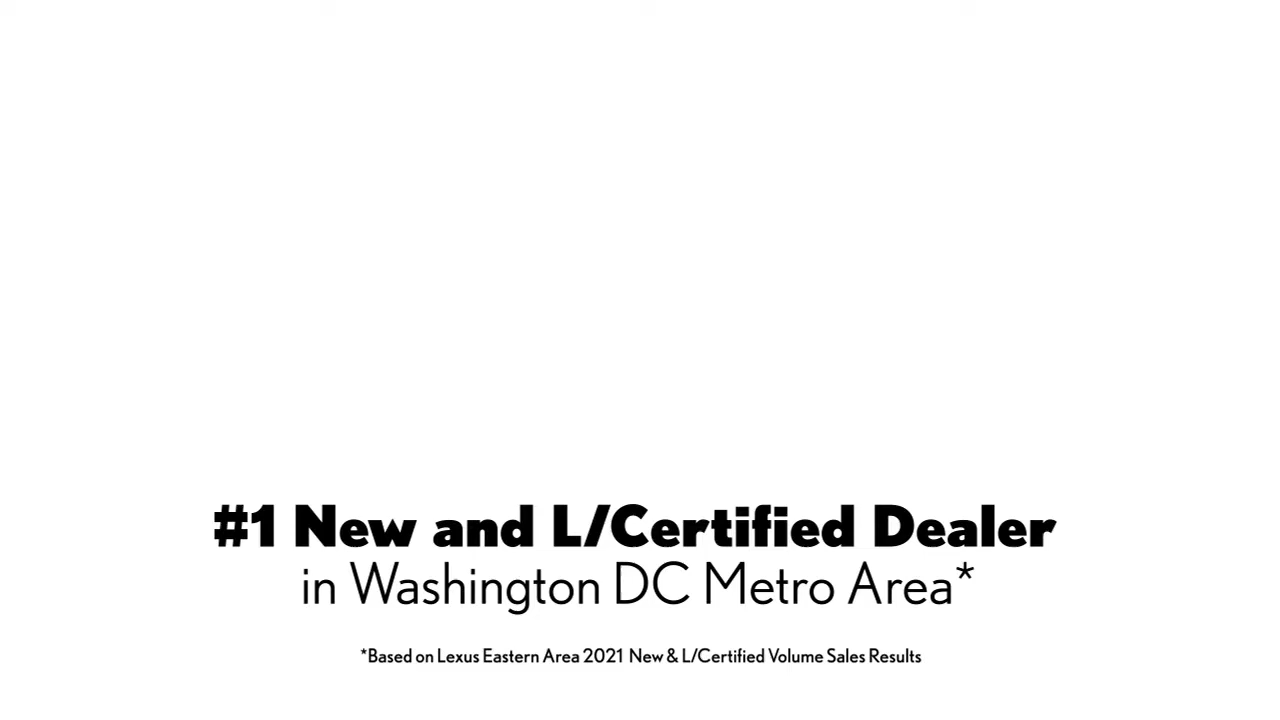 #1 New and L/Certified Dealer
in Washington DC Metro Area*
*Based on Lexus Eastern Area 2021 New & L/Certified Volume Sales Results